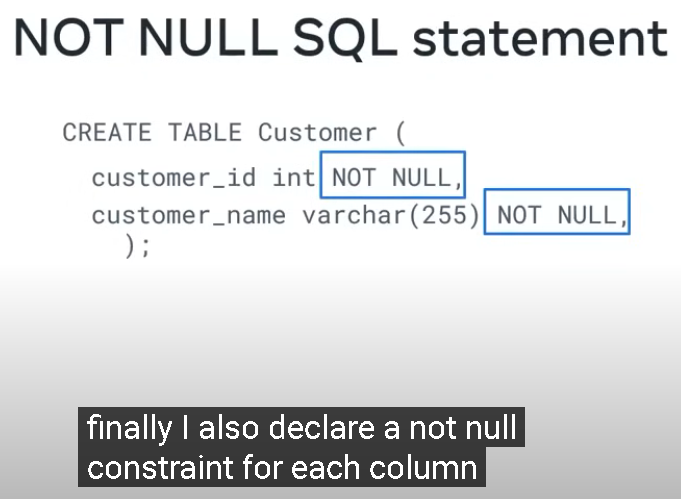 NOT NULL SQL statement
CREATE TABLE Customer (
customer_id int NOT NULL,
customer_name varchar(255) NOT NULL,
);
finally I also declare a not null
constraint for each column